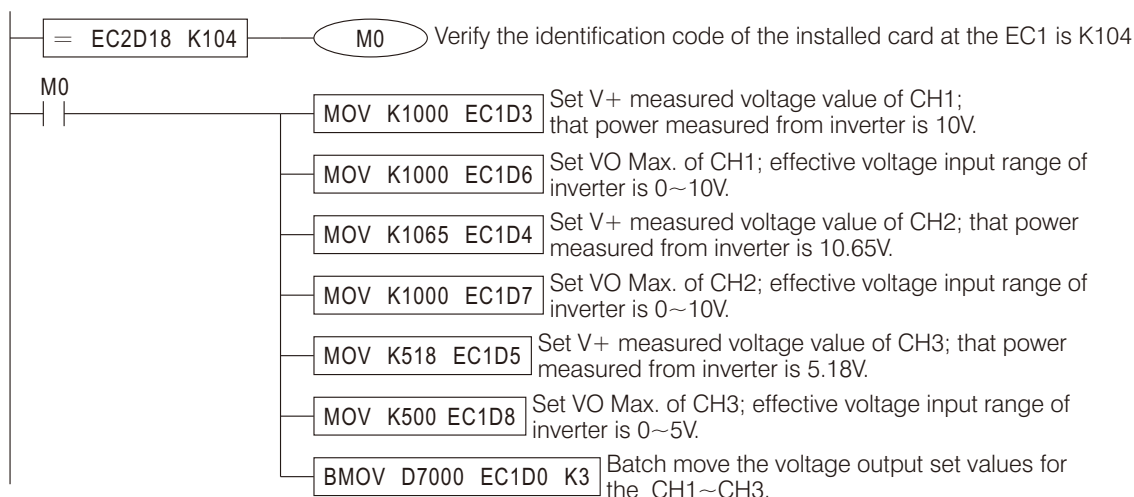 = EC2D18 K104 M0 Verify the identification code of the installed card at the EC1 is K104
M0
MOV K1000 EC1D3 Set V+ measured voltage value of CH1;
that power measured from inverter is 10V.
MOV K1000 EC1D6 Set VO Max. of CH1; effective voltage input range of
inverter is 0~10V.
MOV K1065 EC1D4 Set V+ measured voltage value of CH2; that power
measured from inverter is 10.65V.
MOV K1000 EC1D7 Set VO Max. of CH2; effective voltage input range of
inverter is 0~10V.
MOV K518 EC1D5 Set V+ measured voltage value of CH3; that power
measured from inverter is 5.18V.
MOV K500 EC1D8 Set VO Max. of CH3; effective voltage input range of
inverter is 0~5V.
BMOV D7000 EC1D0 K3 Batch move the voltage output set values for
the CH1~CH3.